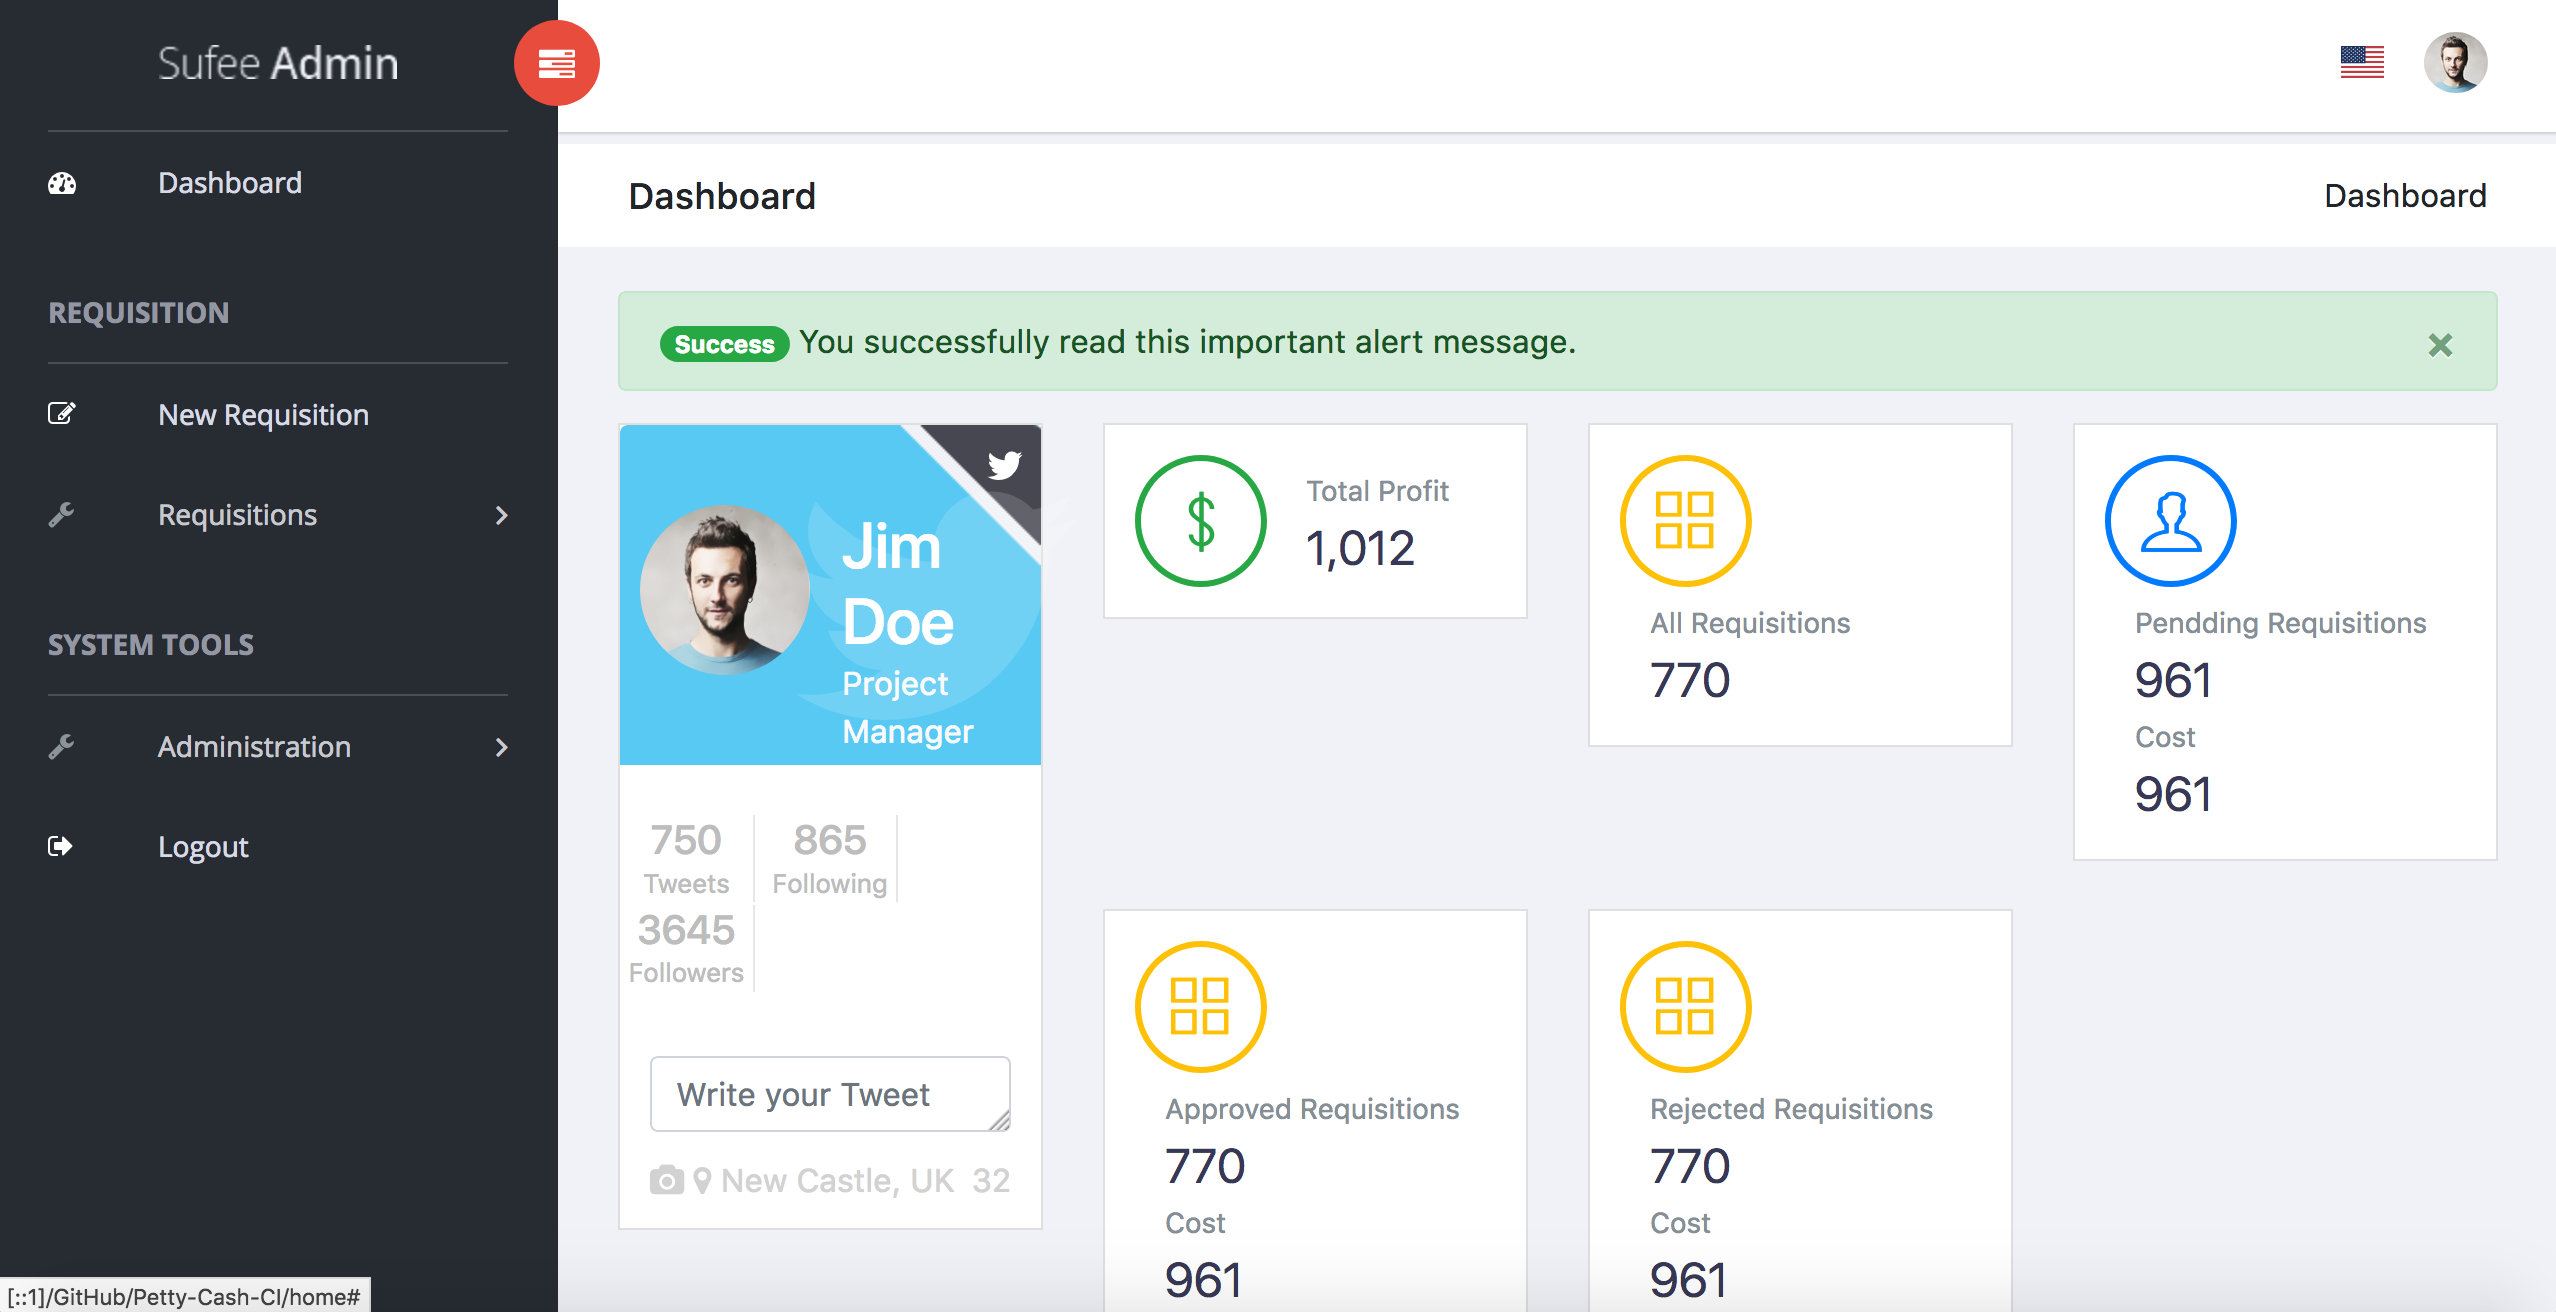 Sufee Admin
Dashboard
REQUISITION
New Requisition
Requisitions
SYSTEM TOOLS
Administration
Logout
[::1]/GitHub/Petty-Cash-CI/home#
Dashboard
Dashboard
Success You successfully read this important alert message.
Jim
Doe
Project
Manager
750
Tweets
865
Following
3645
Followers
Write your Tweet
New Castle, UK 32
Total Profit
1,012
All Requisitions
770
Pendding Requisitions
961
Cost
961
Approved Requisitions
770
Cost
961
Rejected Requisitions
770
Cost
961